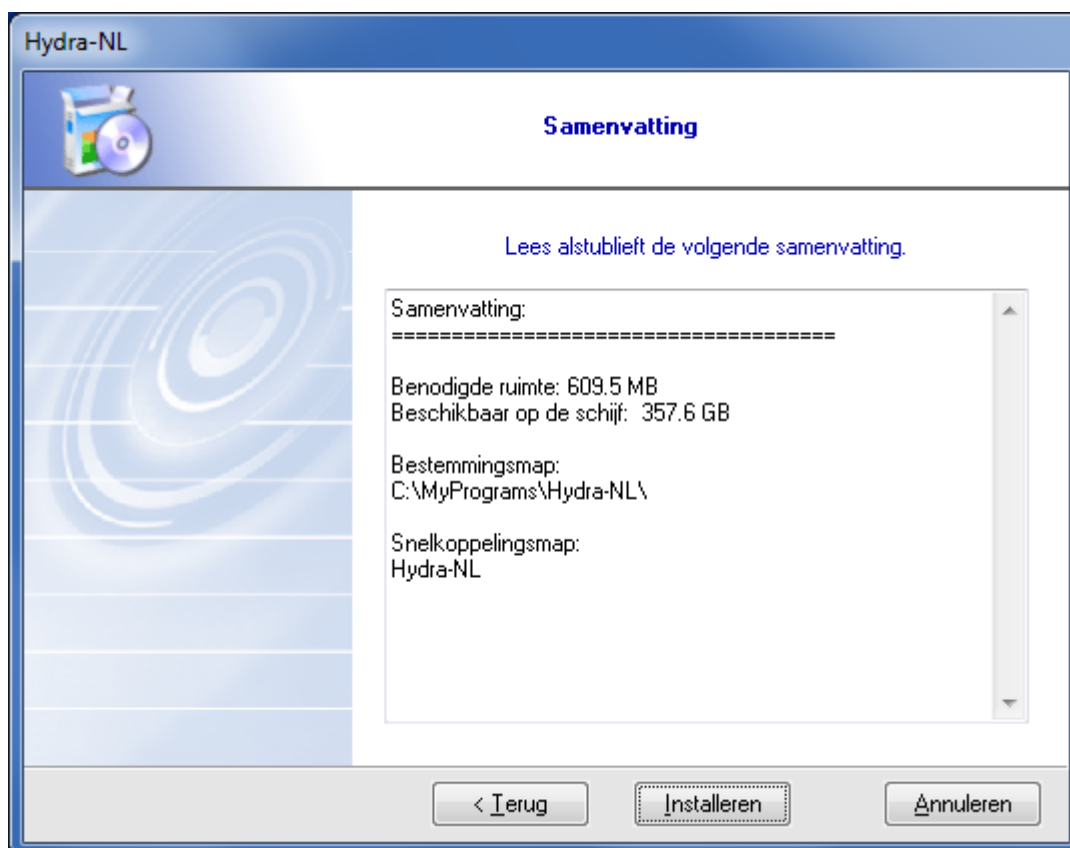 Hydra-NL
Samenvatting
Lees alstublieft de volgende samenvatting.
Samenvatting:
=====================================
Benodigde ruimte: 609.5 MB
Beschikbaar op de schijf:  357.6 GB
Bestemmingsmap:
C:\MyPrograms\Hydra-NL\
Snelkoppelingsmap:
Hydra-NL
< Terug
Installeren
Annuleren